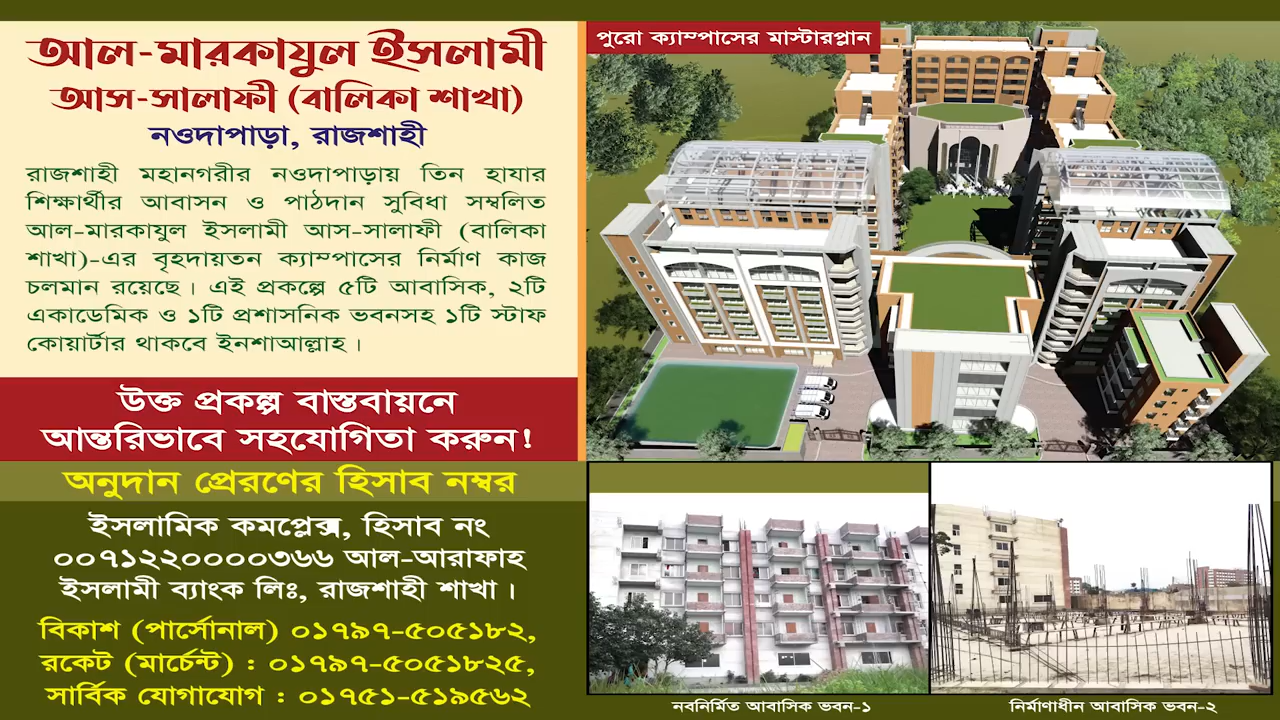 আল-মারকাযুল ইসলামী
আস-সালাফী (বালিকা শাখা)
নওদাপাড়া, রাজশাহী
রাজশাহী মহানগরীর নওদাপাড়ায় তিন হাযার
শিক্ষার্থীর আবাসন ও পাঠদান সুবিধা সম্বলিত
আল-মারকাযুল ইসলামী আস-সালাফী (বালিকা
শাখা)-এর বৃহদায়তন ক্যাম্পাসের নির্মাণ কাজ
চলমান রয়েছে। এই প্রকল্পে ৫টি আবাসিক, ২টি
একাডেমিক ও ১টি প্রশাসনিক ভবনসহ ১টি স্টাফ
কোয়ার্টার থাকবে ইনশাআল্লাহ।
উক্ত প্রকল্প বাস্তবায়নে
আন্তরিভাবে সহযোগিতা করুন!
অনুদান প্রেরণের হিসাব নম্বর
ইসলামিক কমপ্লেক্স, হিসাব নং
০০৭১২২০০০০৩৬৬ আল-আরাফাহ
ইসলামী ব্যাংক লিঃ, রাজশাহী শাখা।
বিকাশ (পার্সোনাল) ০১৭৯৭-৫০৫১৮২,
রকেট (মার্চেন্ট) : ০১৭৯৭-৫০৫১৮২৫,
সার্বিক যোগাযোগ : ০১৭৫১-৫১৯৫৬২
পুরো ক্যাম্পাসের মাস্টারপ্লান
নবনির্মিত আবাসিক ভবন-১
নির্মাণাধীন আবাসিক ভবন-২